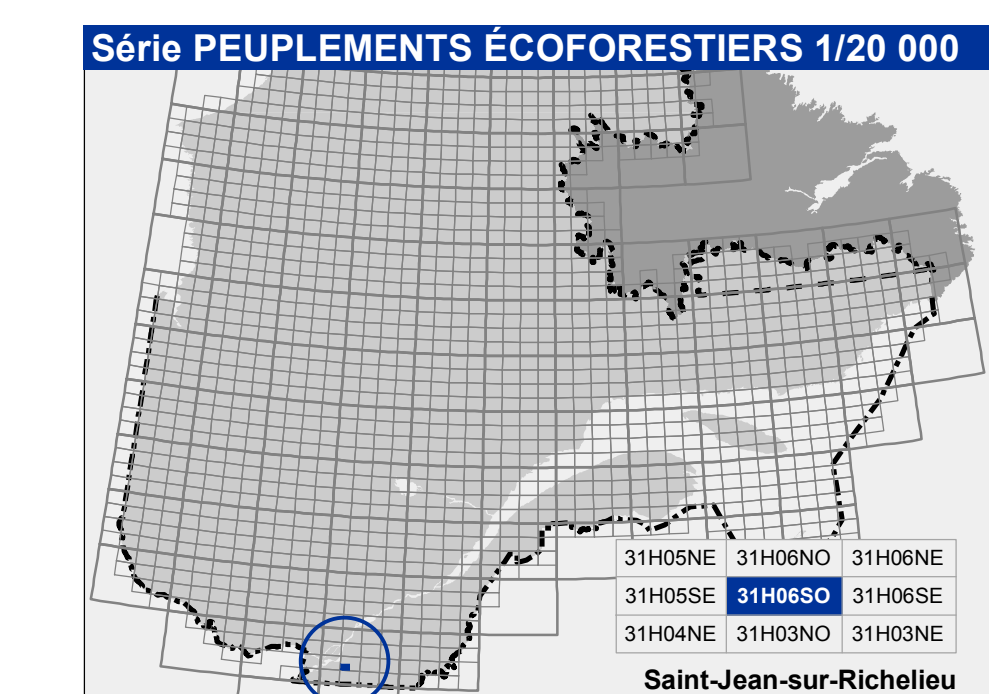 Série PEUPLEMENTS ÉCOFORESTIERS 1/20 000
31H05NE 31H06NO 31H06NE
31H05SE 31H06SO 31H06SE
31H04NE 31H03NO 31H03NE
Saint-Jean-sur-Richelieu